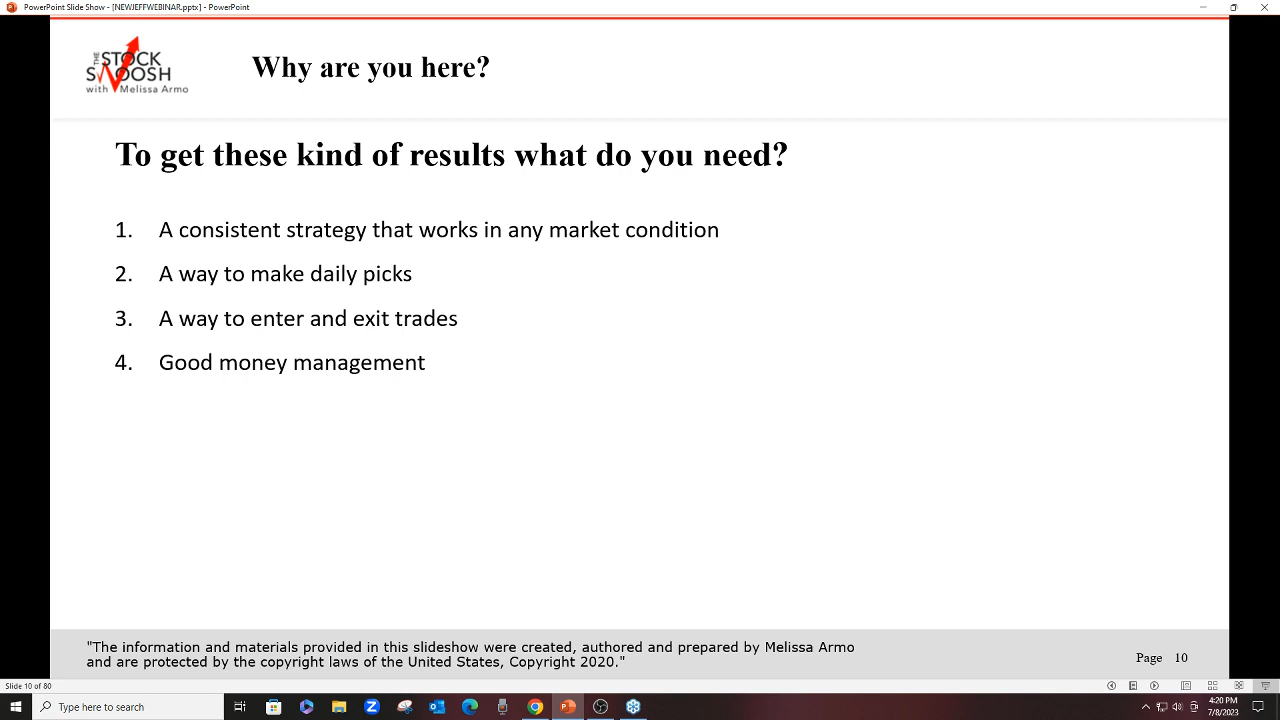 PowerPoint Slide Show - [NEWJEFFWEBINAR.pptx] - PowerPoint
THE STOCK
SWOOSH
with Melissa Armo
Why are you here?
To get these kind of results what do you need?
1. A consistent strategy that works in any market condition
2. A way to make daily picks
3. A way to enter and exit trades
4. Good money management
"The information and materials provided in this slideshow were created, authored and prepared by Melissa Armo
and are protected by the copyright laws of the United States, Copyright 2020."
Page 10
Slide 10 of 80
Type here to search
4:20 PM
7/8/2023